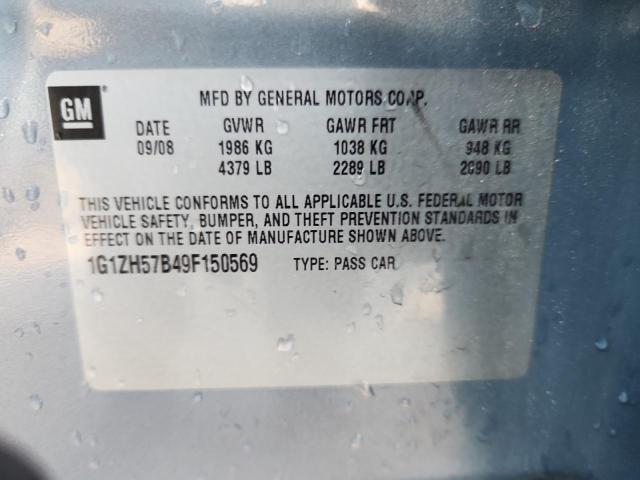 GM
MFD BY GENERAL MOTORS CORP.
DATE GVWR GAWR FRT GAWR RR
09/08 1986 KG 1038 KG 948 KG
4379 LB 2289 LB 2090 LB
THIS VEHICLE CONFORMS TO ALL APPLICABLE U.S. FEDERAL MOTOR
VEHICLE SAFETY, BUMPER, AND THEFT PREVENTION STANDARDS IN
EFFECT ON THE DATE OF MANUFACTURE SHOWN ABOVE.
1G1ZH57B49F150569 TYPE: PASS CAR